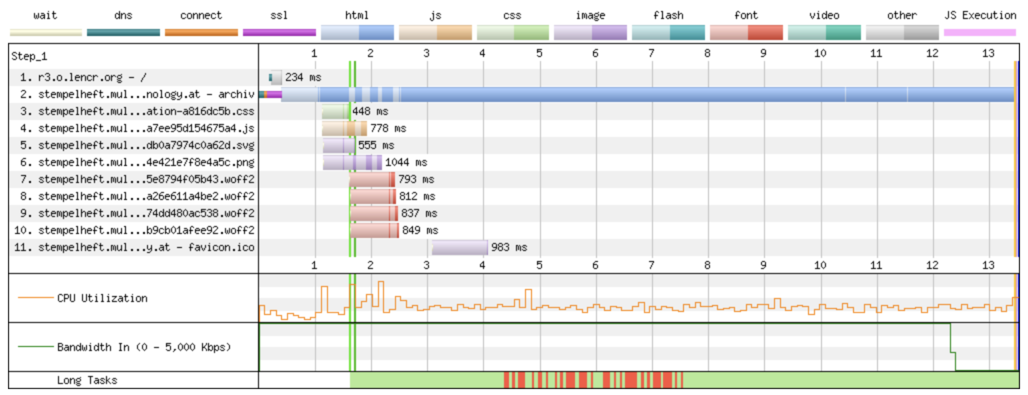 wait dns connect ssl html js css image flash font video other JS Execution
Step_1 1 2 3 4 5 6 7 8 9 10 11 12 13
1. r3.o.lencr.org - / 234 ms
2. stempelheft.mul...nology.at - archiv
3. stempelheft.mul...ation-a816dc5b.css 448 ms
4. stempelheft.mul...a7ee95d154675a4.js 778 ms
5. stempelheft.mul...db0a7974c0a62d.svg 555 ms
6. stempelheft.mul...4e421e7f8e4a5c.png 1044 ms
7. stempelheft.mul...5e8794f05b43.woff2 793 ms
8. stempelheft.mul...a26e611a4be2.woff2 812 ms
9. stempelheft.mul...74dd480ac538.woff2 837 ms
10. stempelheft.mul...b9cb01afee92.woff2 849 ms
11. stempelheft.mul...y.at - favicon.ico 983 ms
1 2 3 4 5 6 7 8 9 10 11 12 13
CPU Utilization
Bandwidth In (0 - 5,000 Kbps)
Long Tasks